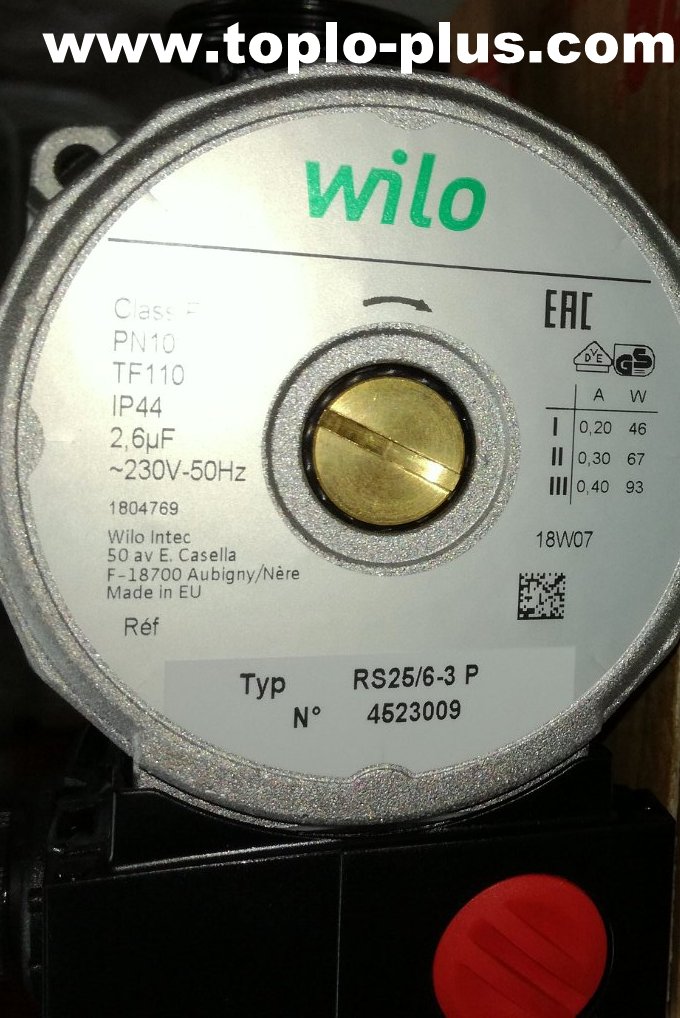 www.toplo-plus.com
wilo
Class F
PN10
TF110
IP44
2,6µF
~230V-50Hz
1804769
Wilo Intec
50 av E. Casella
F-18700 Aubigny/Nère
Made in EU
Réf
EAC
DVE
GS
A W
I 0,20 46
II 0,30 67
III 0,40 93
18W07
Typ RS25/6-3 P
N° 4523009